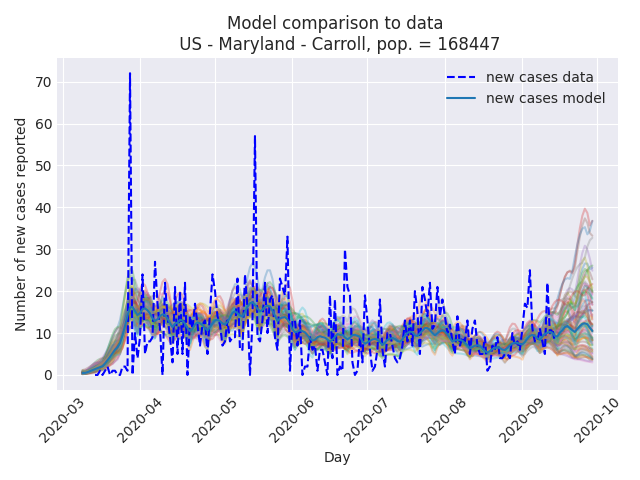 Model comparison to data
US - Maryland - Carroll, pop. = 168447
new cases data
new cases model
Number of new cases reported
70
60
50
40
30
20
10
0
2020-03
2020-04
2020-05
2020-06
2020-07
2020-08
2020-09
2020-10
Day